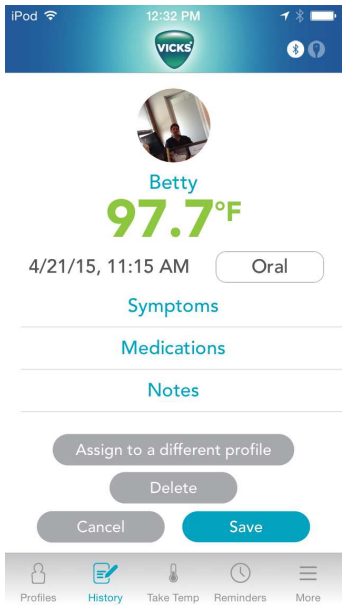 iPod 12:32 PM
VICKS
Betty
97.7°F
4/21/15, 11:15 AM Oral
Symptoms
Medications
Notes
Assign to a different profile
Delete
Cancel Save
Profiles History Take Temp Reminders More